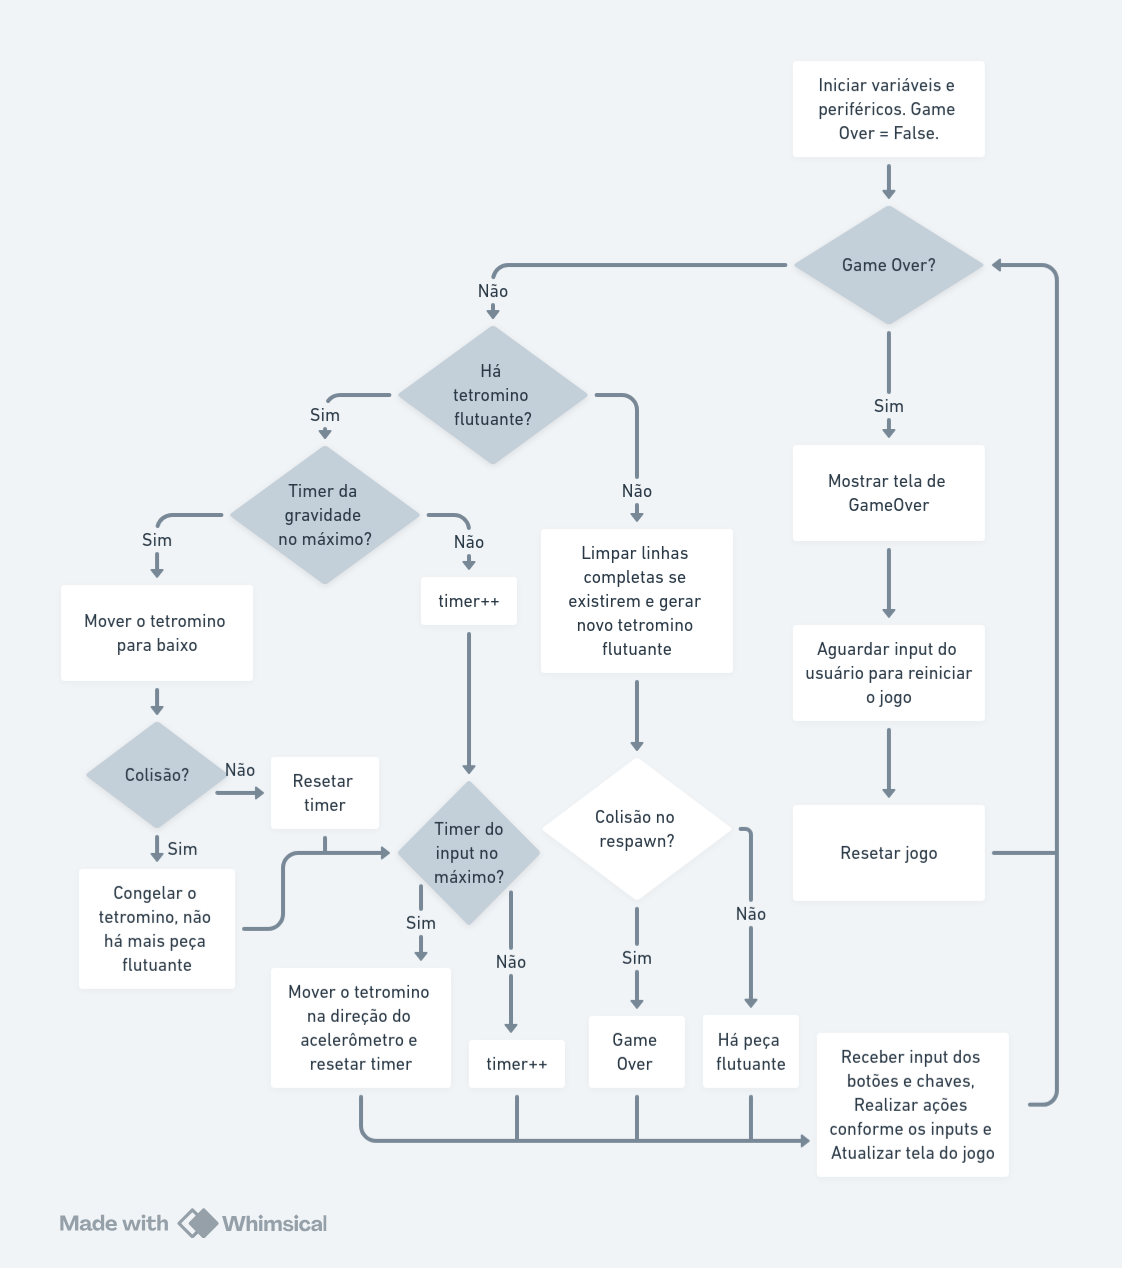 Iniciar variáveis e
periféricos. Game
Over = False.
Game Over?
Não
Sim
Há
tetromino
flutuante?
Sim
Não
Timer da
gravidade
no máximo?
Sim
Não
Mostrar tela de
GameOver
Limpar linhas
completas se
existirem e gerar
novo tetromino
flutuante
timer++
Mover o tetromino
para baixo
Aguardar input do
usuário para reiniciar
o jogo
Colisão?
Não
Sim
Resetar
timer
Timer do
input no
máximo?
Colisão no
respawn?
Resetar jogo
Congelar o
tetromino, não
há mais peça
flutuante
Sim
Não
Sim
Não
Mover o tetromino
na direção do
acelerômetro e
resetar timer
timer++
Game
Over
Há peça
flutuante
Receber input dos
botões e chaves,
Realizar ações
conforme os inputs e
Atualizar tela do jogo
Made with Whimsical